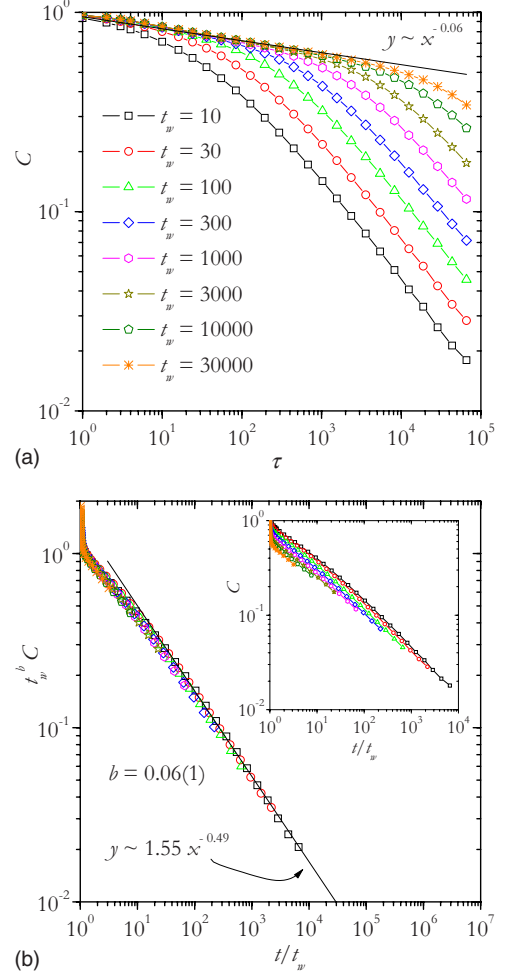 10^0
y ~ x^-0.06
t_w = 10
t_w = 30
t_w = 100
t_w = 300
t_w = 1000
t_w = 3000
t_w = 10000
t_w = 30000
C
10^-1
10^-2
10^0 10^1 10^2 10^3 10^4 10^5
(a)
τ
10^0
10^-1
10^-2
t_w^b C
b = 0.06(1)
y ~ 1.55 x^-0.49
10^0
10^-1
10^-2
C
10^0 10^1 10^2 10^3 10^4
t/t_w
10^0 10^1 10^2 10^3 10^4 10^5 10^6 10^7
(b)
t/t_w